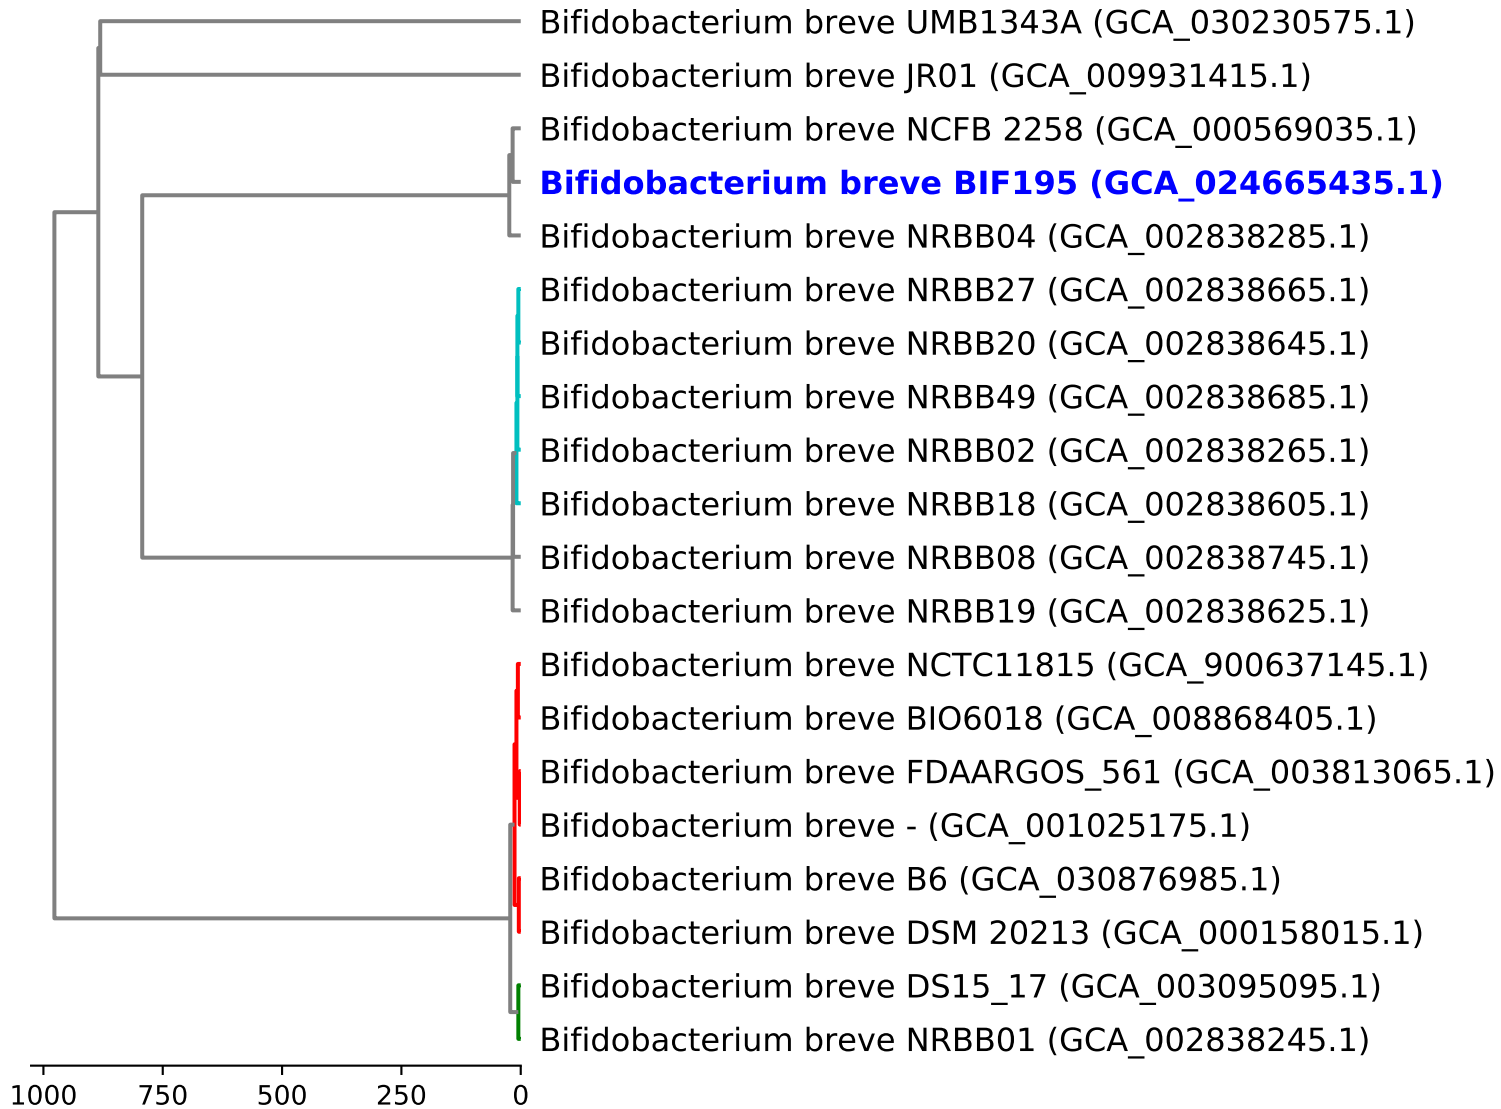 Bifidobacterium breve UMB1343A (GCA_030230575.1)
Bifidobacterium breve JR01 (GCA_009931415.1)
Bifidobacterium breve NCFB 2258 (GCA_000569035.1)
Bifidobacterium breve BIF195 (GCA_024665435.1)
Bifidobacterium breve NRBB04 (GCA_002838285.1)
Bifidobacterium breve NRBB27 (GCA_002838665.1)
Bifidobacterium breve NRBB20 (GCA_002838645.1)
Bifidobacterium breve NRBB49 (GCA_002838685.1)
Bifidobacterium breve NRBB02 (GCA_002838265.1)
Bifidobacterium breve NRBB18 (GCA_002838605.1)
Bifidobacterium breve NRBB08 (GCA_002838745.1)
Bifidobacterium breve NRBB19 (GCA_002838625.1)
Bifidobacterium breve NCTC11815 (GCA_900637145.1)
Bifidobacterium breve BIO6018 (GCA_008868405.1)
Bifidobacterium breve FDAARGOS_561 (GCA_003813065.1)
Bifidobacterium breve - (GCA_001025175.1)
Bifidobacterium breve B6 (GCA_030876985.1)
Bifidobacterium breve DSM 20213 (GCA_000158015.1)
Bifidobacterium breve DS15_17 (GCA_003095095.1)
Bifidobacterium breve NRBB01 (GCA_002838245.1)
1000 750 500 250 0